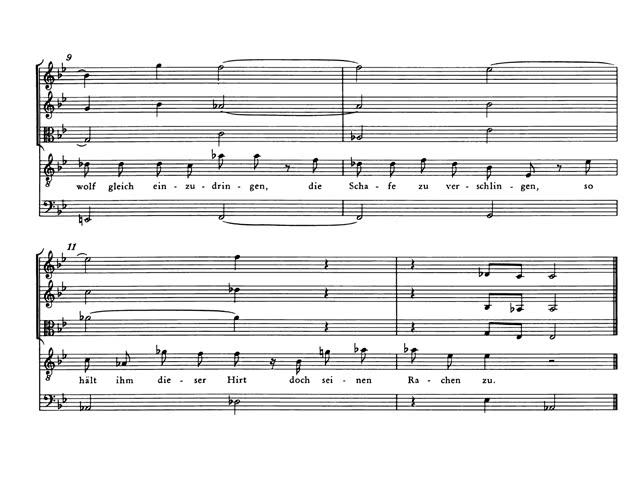 9
wolf gleich ein - zu - drin - gen, die Scha - fe zu ver - schlin - gen, so
11
hält ihm die - ser Hirt doch sei - nen Ra - chen zu.